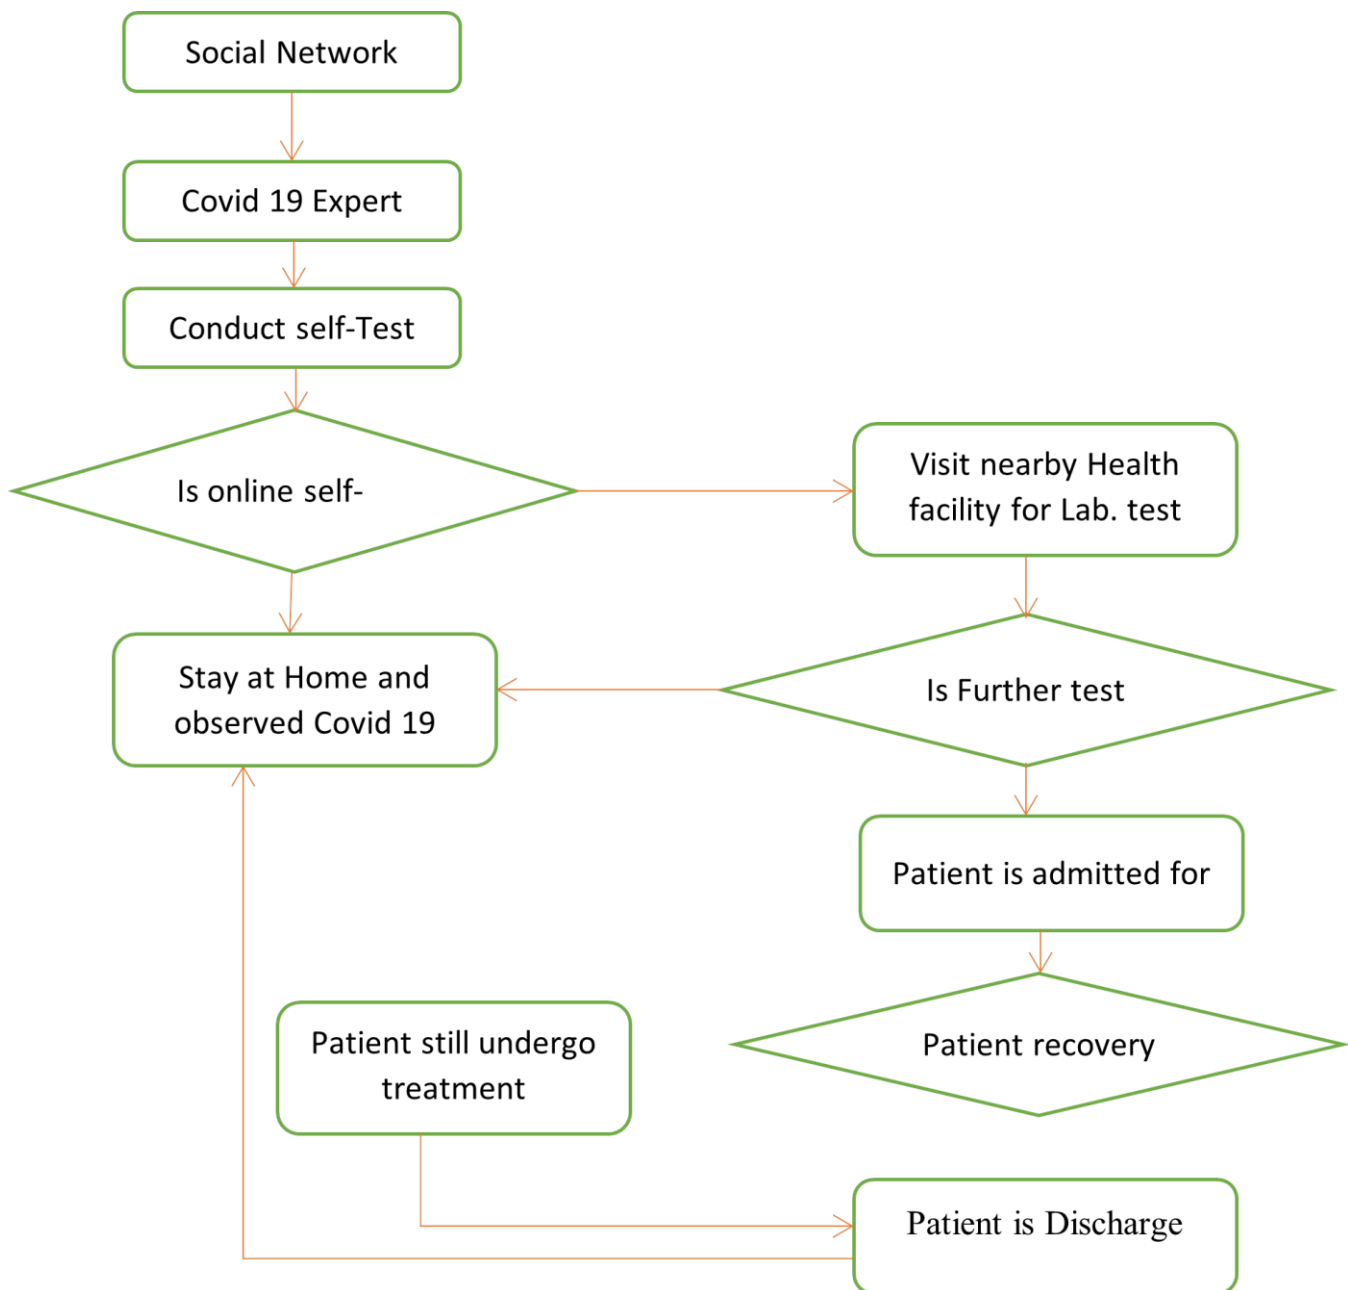 Social Network
Covid 19 Expert
Conduct self-Test
Is online self-
Visit nearby Health
facility for Lab. test
Stay at Home and
observed Covid 19
Is Further test
Patient is admitted for
Patient still undergo
treatment
Patient recovery
Patient is Discharge